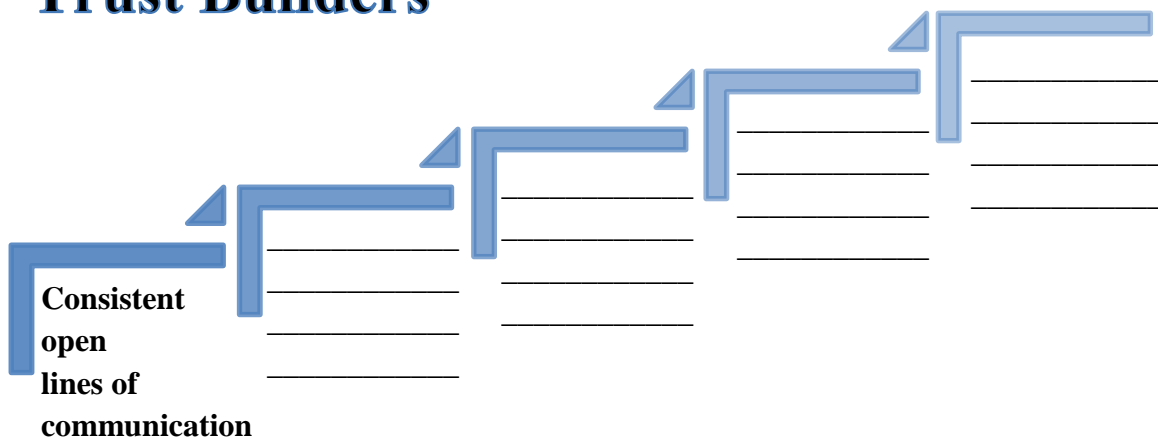 Trust Builders
Consistent
open
lines of
communication